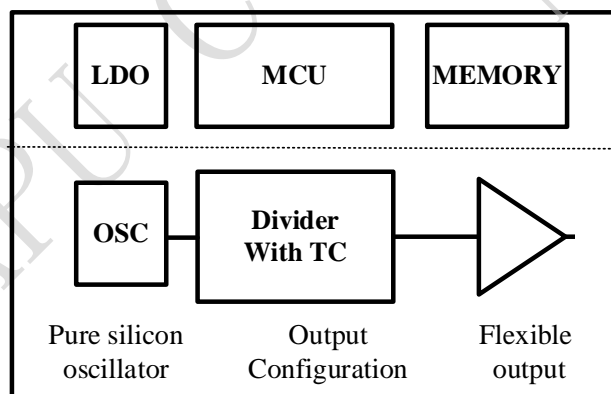 LDO
MCU
MEMORY
OSC
Divider
With TC
Pure silicon
oscillator
Output
Configuration
Flexible
output